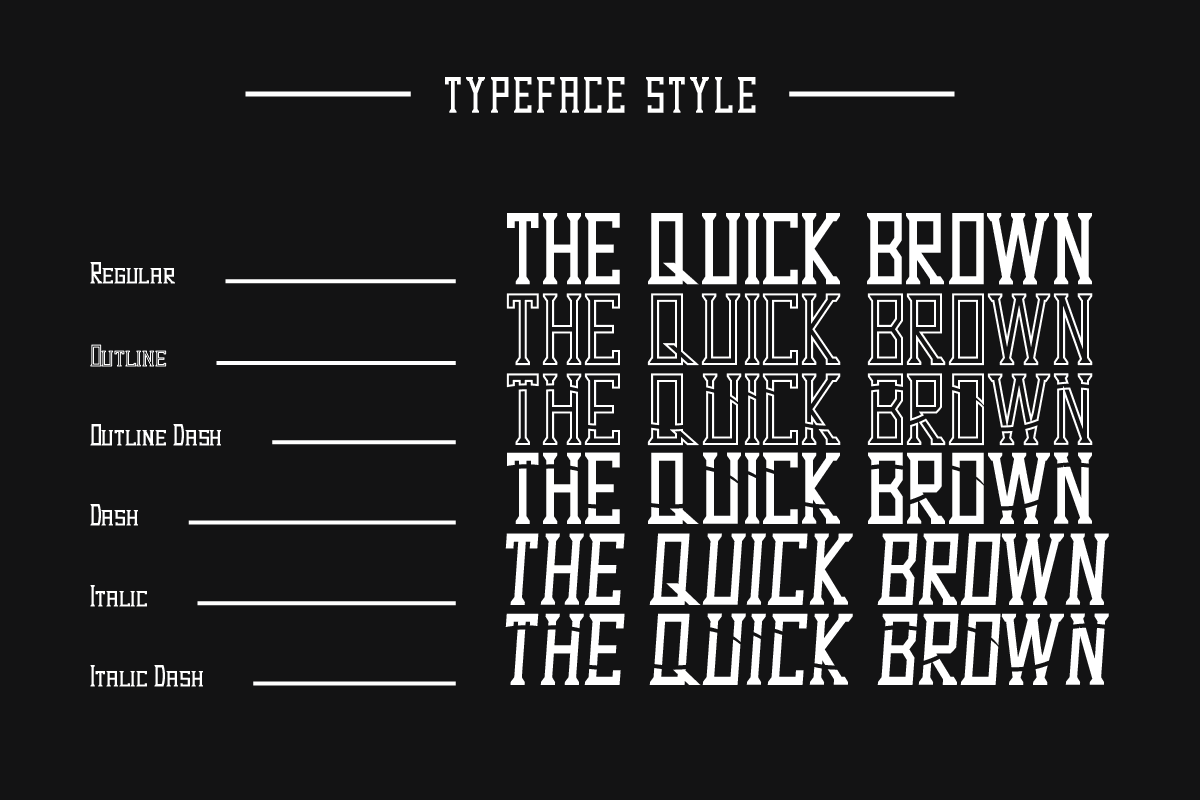 TYPEFACE STYLE
REGULAR THE QUICK BROWN
OUTLINE THE QUICK BROWN
OUTLINE DASH THE QUICK BROWN
DASH THE QUICK BROWN
ITALIC THE QUICK BROWN
ITALIC DASH THE QUICK BROWN